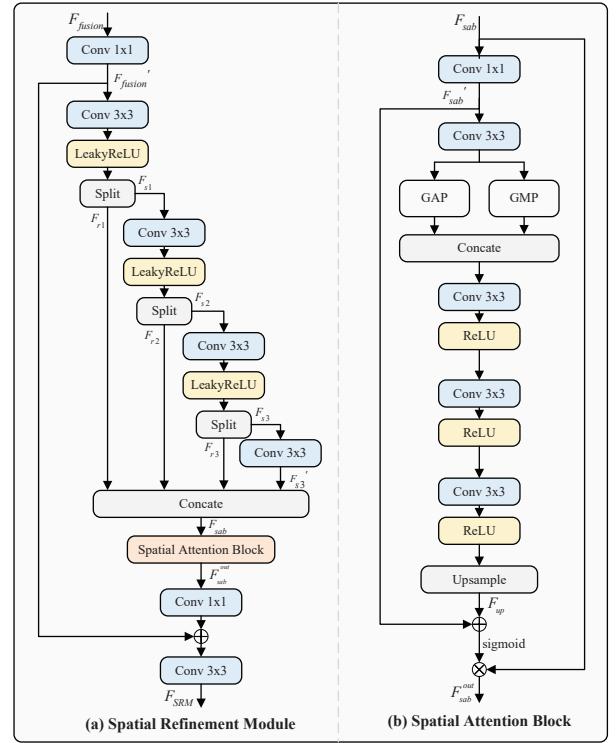 F_fusion
Conv 1x1
F_fusion'
Conv 3x3
LeakyReLU
Split
F_s1
F_r1
Conv 3x3
LeakyReLU
Split
F_s2
F_r2
Conv 3x3
LeakyReLU
Split
F_s3
F_r3
Conv 3x3
F_s3'
Concate
F_sab
Spatial Attention Block
F_sab^out
Conv 1x1
Conv 3x3
F_SRM
(a) Spatial Refinement Module
F_sab
Conv 1x1
F_sab'
Conv 3x3
GAP
GMP
Concate
Conv 3x3
ReLU
Conv 3x3
ReLU
Conv 3x3
ReLU
Upsample
F_up
sigmoid
F_sab^out
(b) Spatial Attention Block